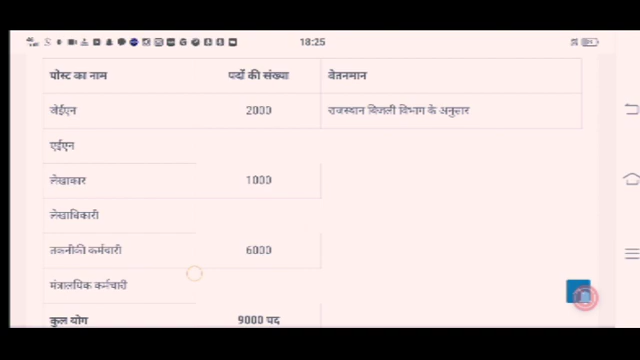 18:25
पोस्ट का नाम पदों की संख्या वेतनमान
जेईएन 2000 राजस्थान बिजली विभाग के अनुसार
एईएन
लेखाकार 1000
लेखाधिकारी
तकनीकी कर्मचारी 6000
मंत्रालयिक कर्मचारी
कुल योग 9000 पद